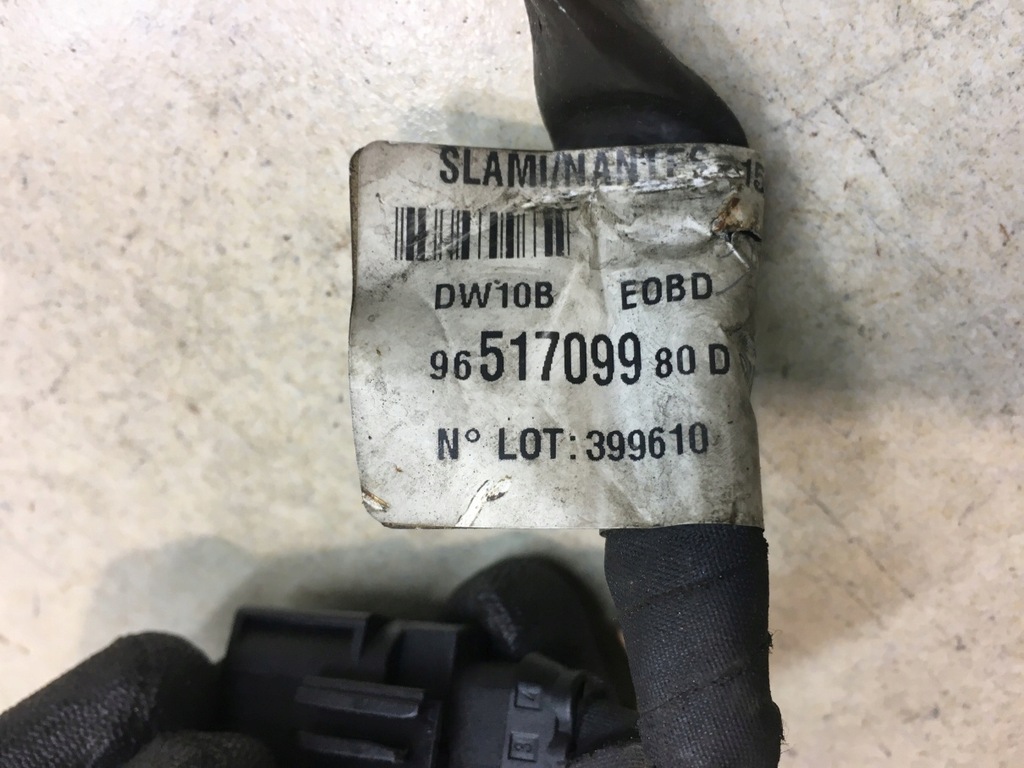 SLAMI/NANTES 15
DW10B EOBD
96 517099 80 D
N° LOT: 399610